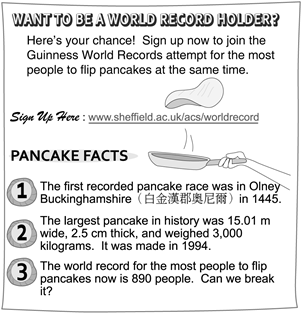 WANT TO BE A WORLD RECORD HOLDER?
Here's your chance! Sign up now to join the
Guinness World Records attempt for the most
people to flip pancakes at the same time.
Sign Up Here : www.sheffield.ac.uk/acs/worldrecord
PANCAKE FACTS
1 The first recorded pancake race was in Olney
Buckinghamshire（白金漢郡奧尼爾）in 1445.
2 The largest pancake in history was 15.01 m
wide, 2.5 cm thick, and weighed 3,000
kilograms. It was made in 1994.
3 The world record for the most people to flip
pancakes now is 890 people. Can we break
it?